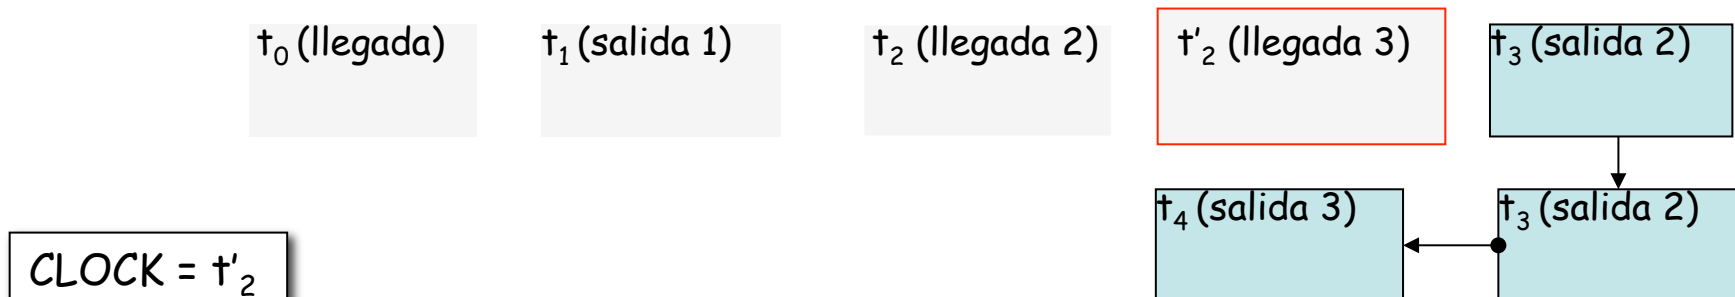 t₀ (llegada)
t₁ (salida 1)
t₂ (llegada 2)
t'₂ (llegada 3)
t₃ (salida 2)
t₄ (salida 3)
t₃ (salida 2)
CLOCK = t'₂